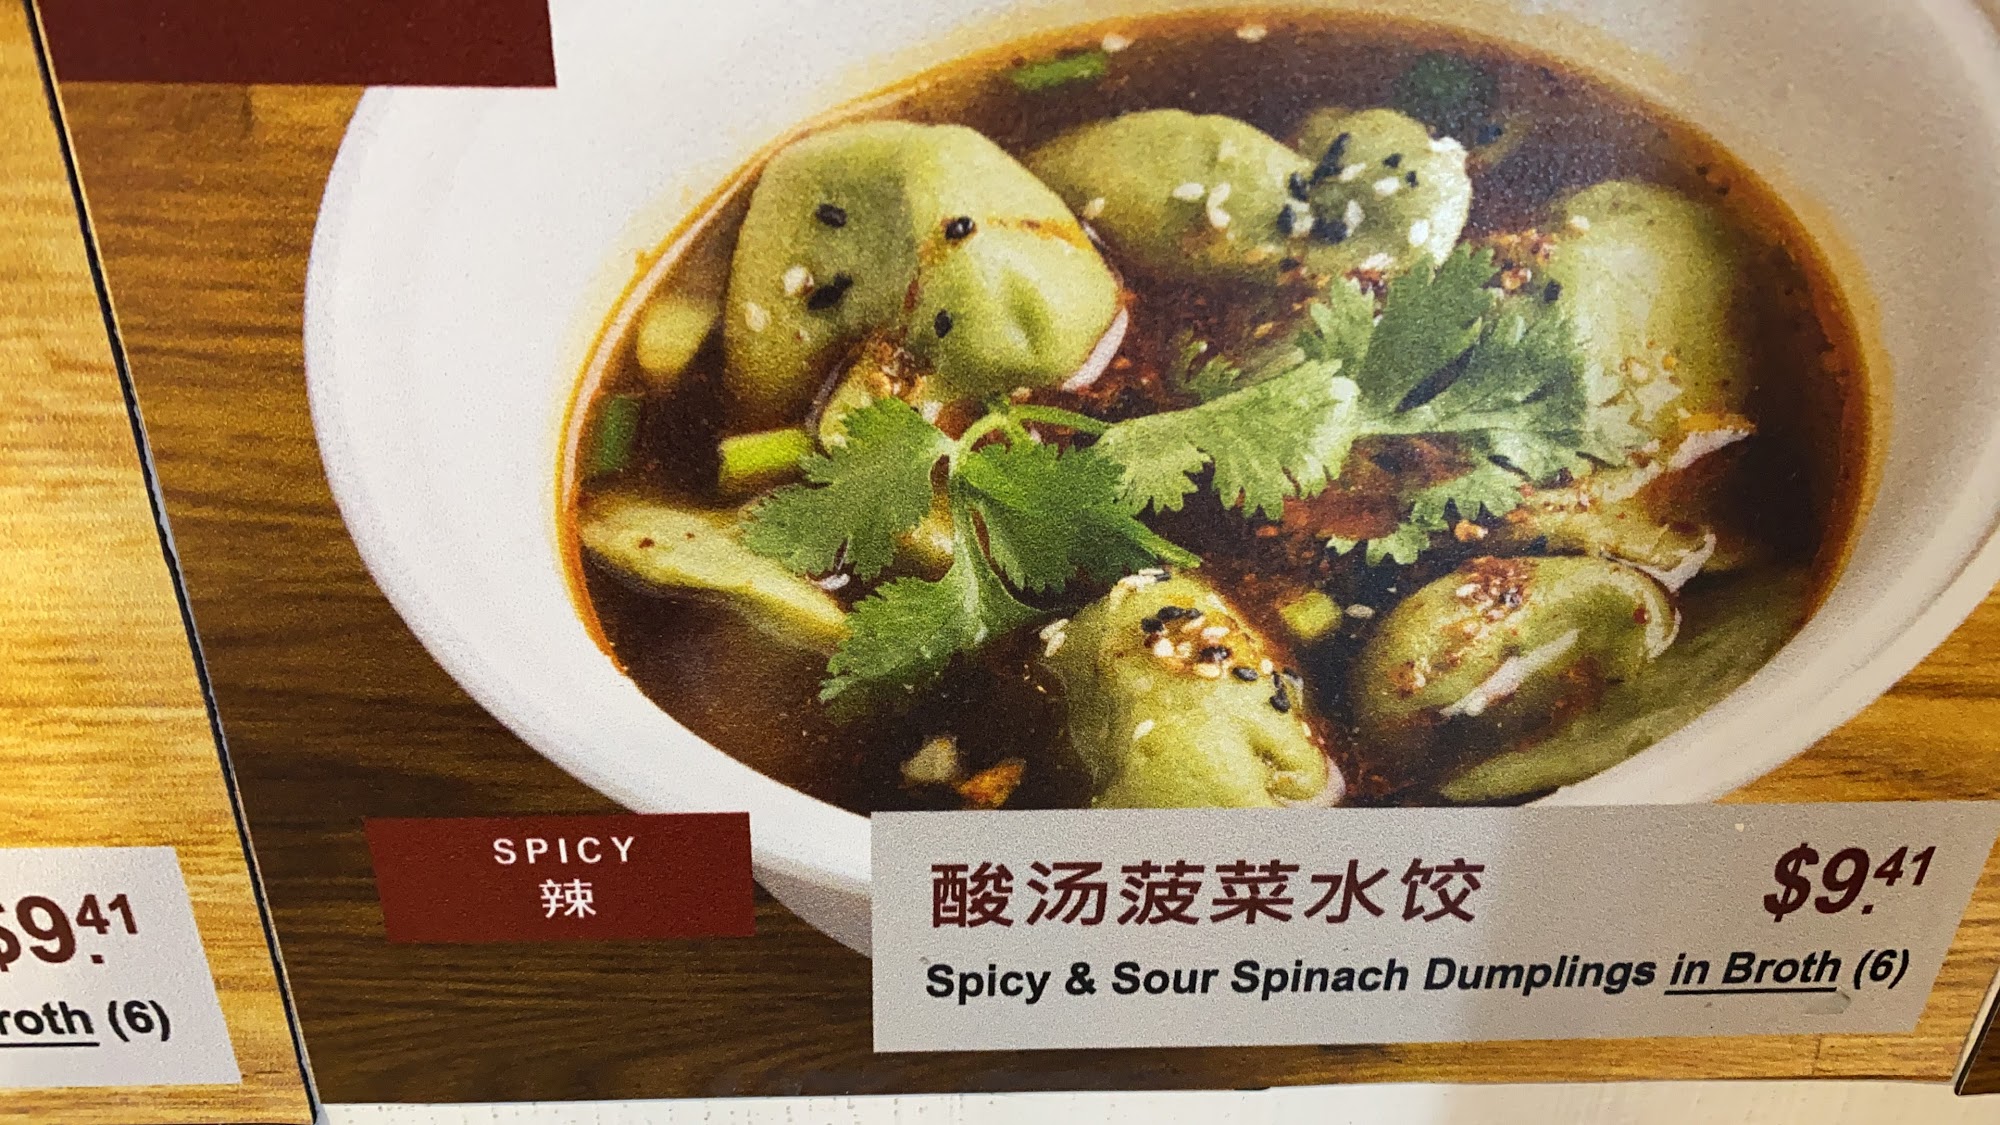 SPICY
辣
酸汤菠菜水饺 $9.41
Spicy & Sour Spinach Dumplings in Broth (6)
$9.41
(6)